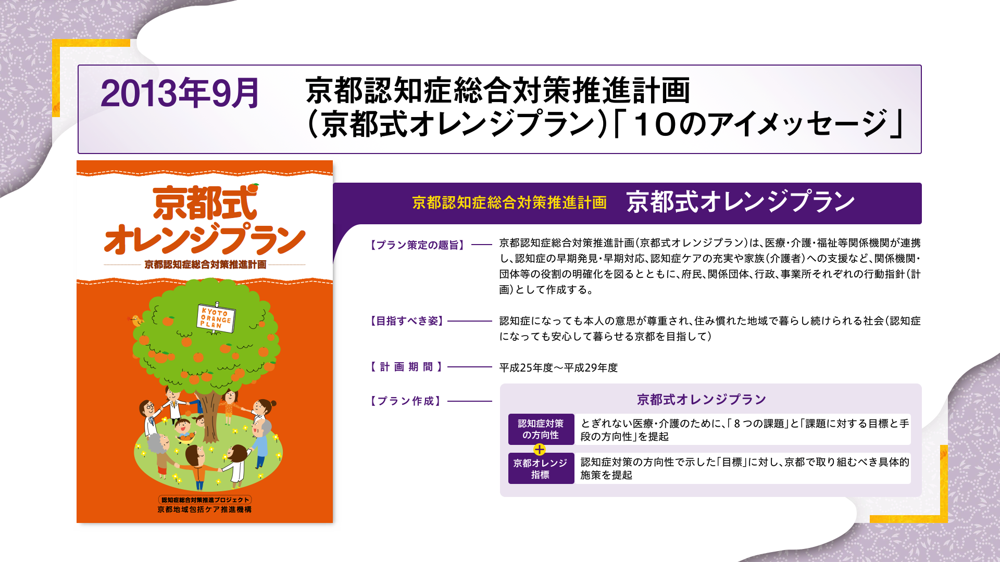 2013年9月
京都認知症総合対策推進計画
（京都式オレンジプラン）「10のアイメッセージ」
京都式
オレンジプラン
京都認知症総合対策推進計画
KYOTO
ORANGE
PLAN
認知症総合対策推進プロジェクト
京都地域包括ケア推進機構
京都認知症総合対策推進計画 京都式オレンジプラン
【プラン策定の趣旨】
京都認知症総合対策推進計画（京都式オレンジプラン）は、医療・介護・福祉等関係機関が連携
し、認知症の早期発見・早期対応、認知症ケアの充実や家族（介護者）への支援など、関係機関・
団体等の役割の明確化を図るとともに、府民、関係団体、行政、事業所それぞれの行動指針（計
画）として作成する。
【目指すべき姿】
認知症になっても本人の意思が尊重され、住み慣れた地域で暮らし続けられる社会（認知症
になっても安心して暮らせる京都を目指して）
【計画期間】
平成25年度〜平成29年度
【プラン作成】
京都式オレンジプラン
認知症対策
の方向性
とぎれない医療・介護のために、「８つの課題」と「課題に対する目標と手
段の方向性」を提起
+
京都オレンジ
指標
認知症対策の方向性で示した「目標」に対し、京都で取り組むべき具体的
施策を提起